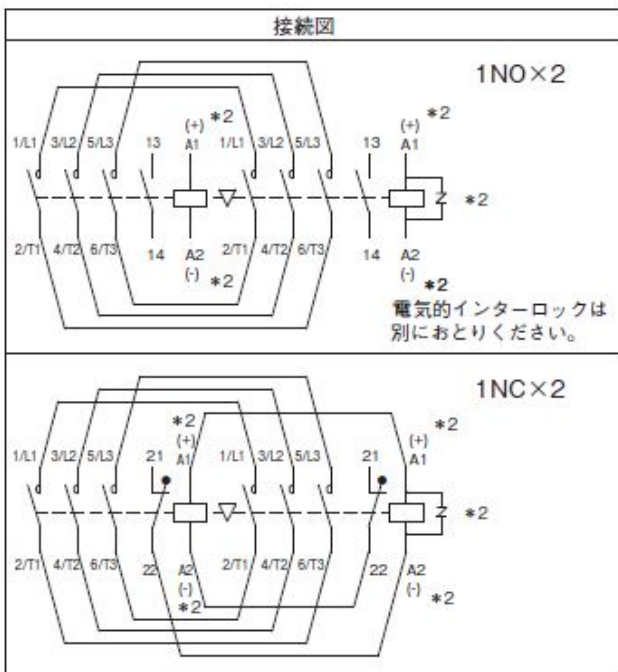 接続図
1NO×2
*2 *2
(+) (+)
1/L1 3/L2 5/L3 13 A1 1/L1 3/L2 5/L3 13 A1
*2
2/T1 4/T2 6/T3 14 A2 2/T1 4/T2 6/T3 14 A2
(-) (-)
*2 *2
電気的インターロックは
別におとりください。
1NC×2
*2 *2
(+) (+)
1/L1 3/L2 5/L3 21 A1 1/L1 3/L2 5/L3 21 A1
*2
2/T1 4/T2 6/T3 22 A2 2/T1 4/T2 6/T3 22 A2
(-) (-)
*2 *2